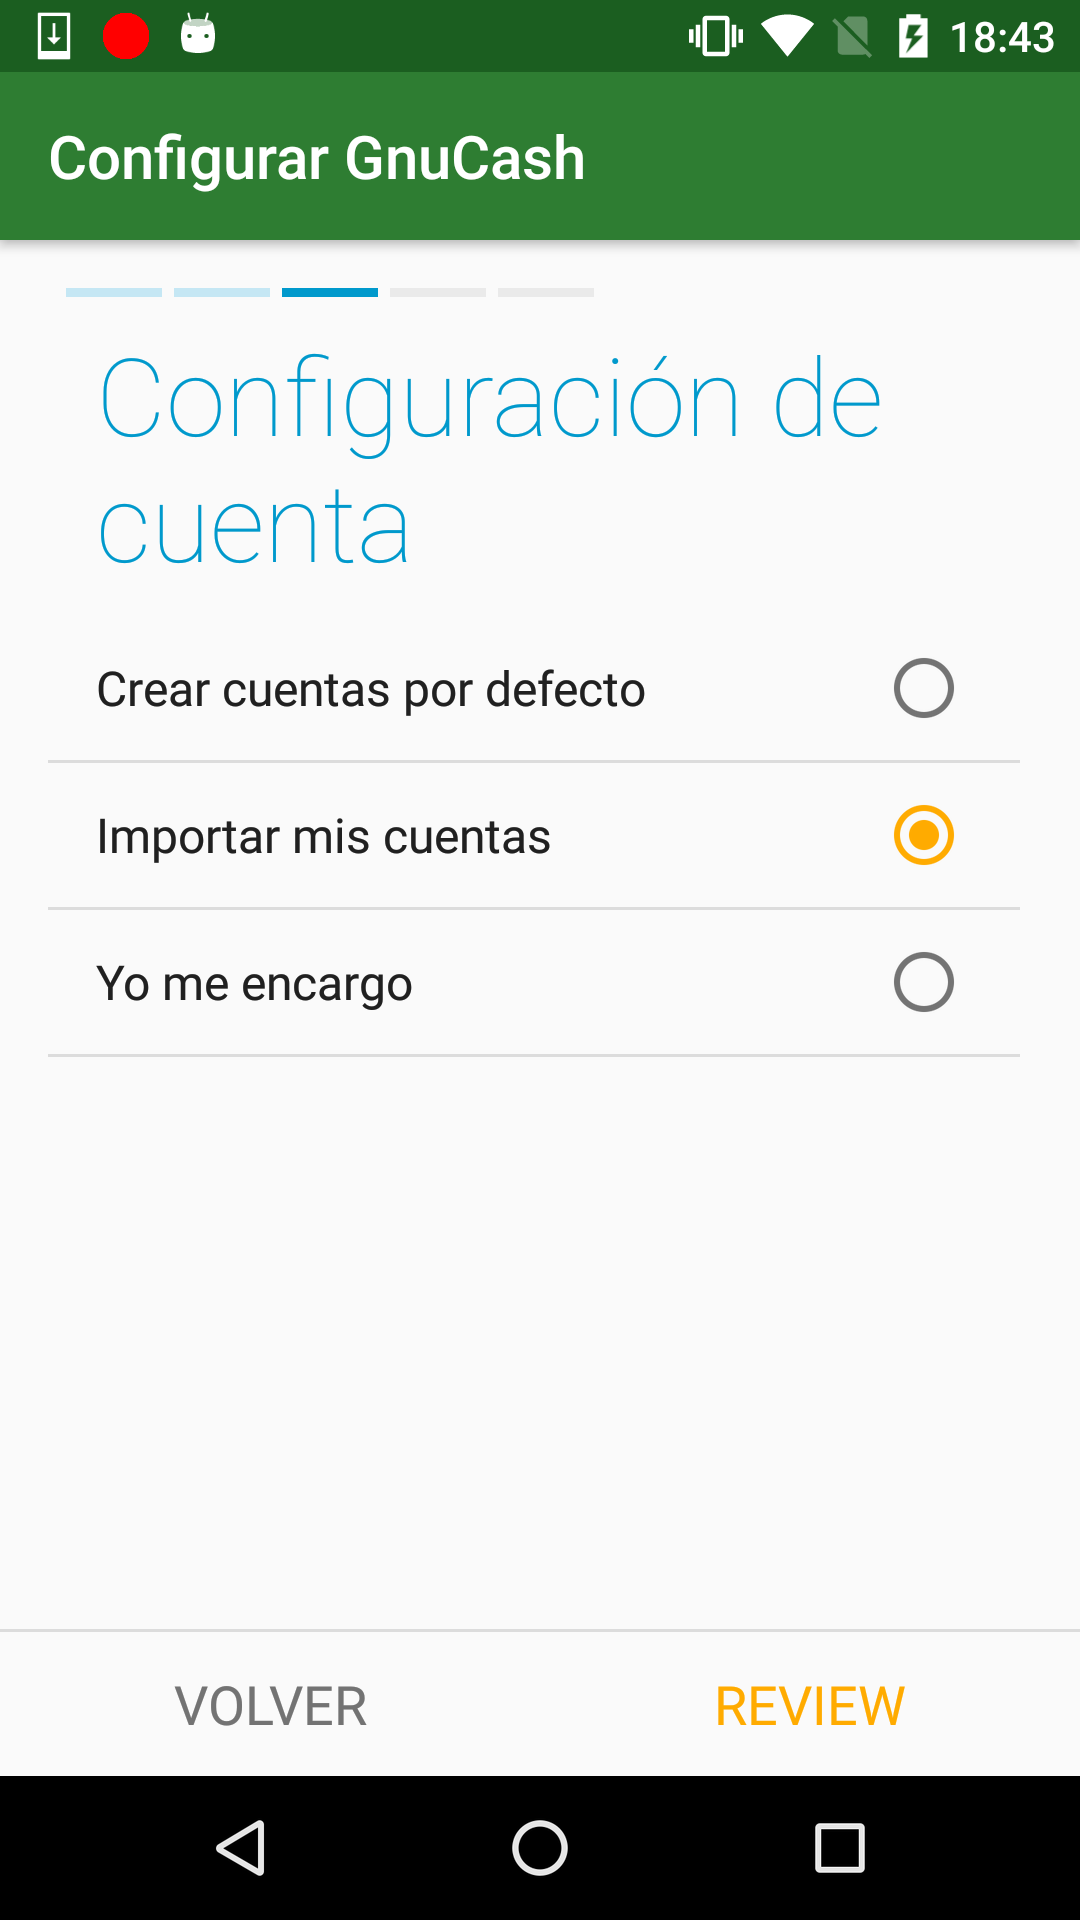 18:43
Configurar GnuCash
Configuración de
cuenta
Crear cuentas por defecto
Importar mis cuentas
Yo me encargo
VOLVER
REVIEW